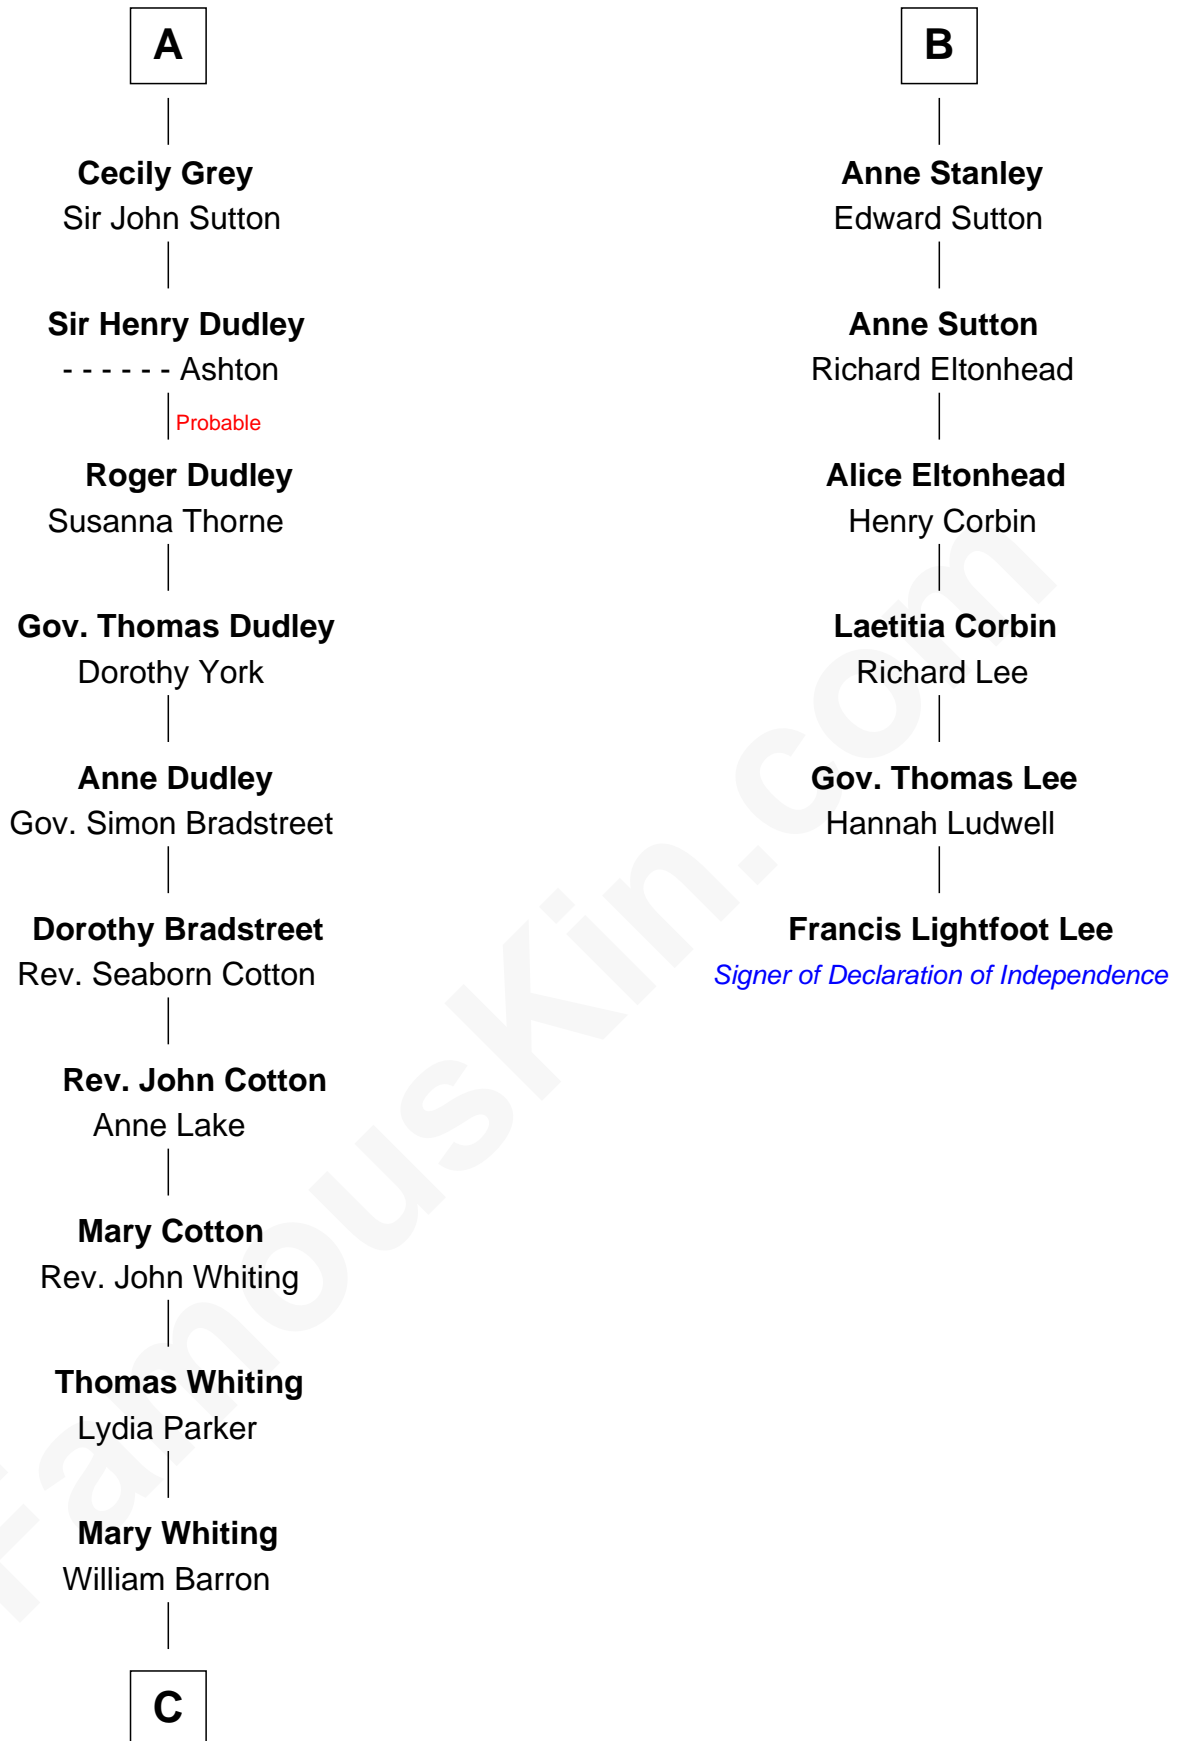 A
Cecily Grey
Sir John Sutton
Sir Henry Dudley
- - - - - - Ashton
Probable
Roger Dudley
Susanna Thorne
Gov. Thomas Dudley
Dorothy York
Anne Dudley
Gov. Simon Bradstreet
Dorothy Bradstreet
Rev. Seaborn Cotton
Rev. John Cotton
Anne Lake
Mary Cotton
Rev. John Whiting
Thomas Whiting
Lydia Parker
Mary Whiting
William Barron
C
B
Anne Stanley
Edward Sutton
Anne Sutton
Richard Eltonhead
Alice Eltonhead
Henry Corbin
Laetitia Corbin
Richard Lee
Gov. Thomas Lee
Hannah Ludwell
Francis Lightfoot Lee
Signer of Declaration of Independence
FamousKin.com